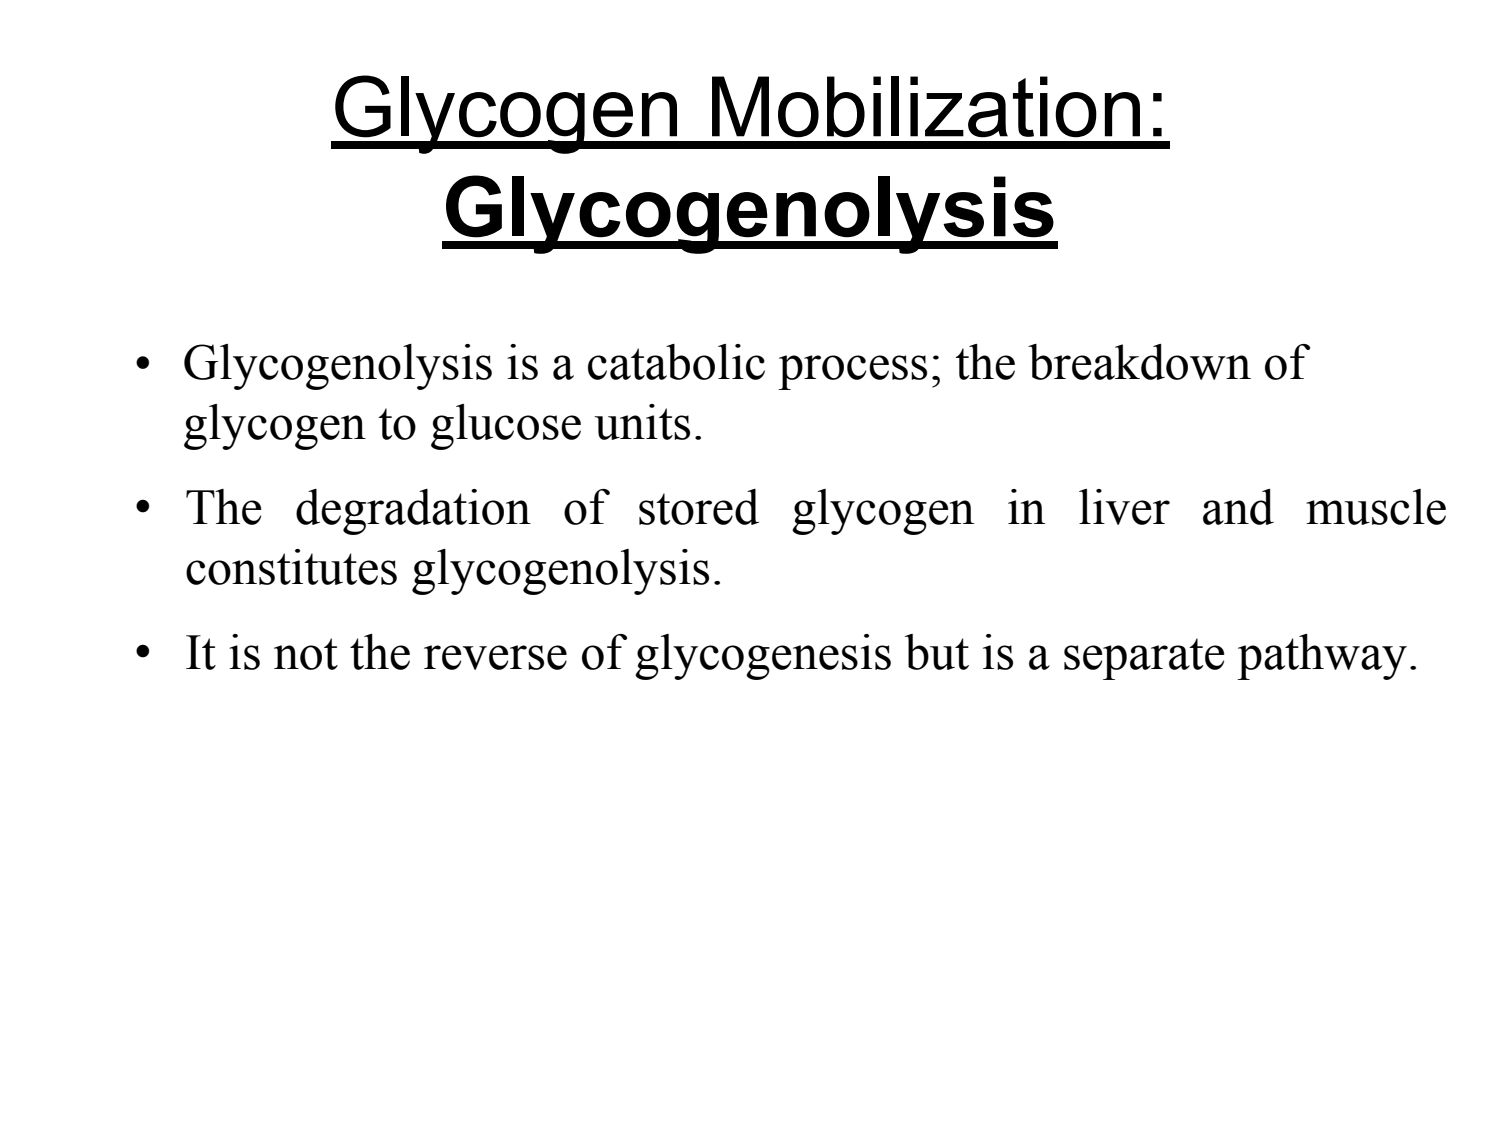 Glycogen Mobilization:
Glycogenolysis
• Glycogenolysis is a catabolic process; the breakdown of
glycogen to glucose units.
• The degradation of stored glycogen in liver and muscle
constitutes glycogenolysis.
• It is not the reverse of glycogenesis but is a separate pathway.